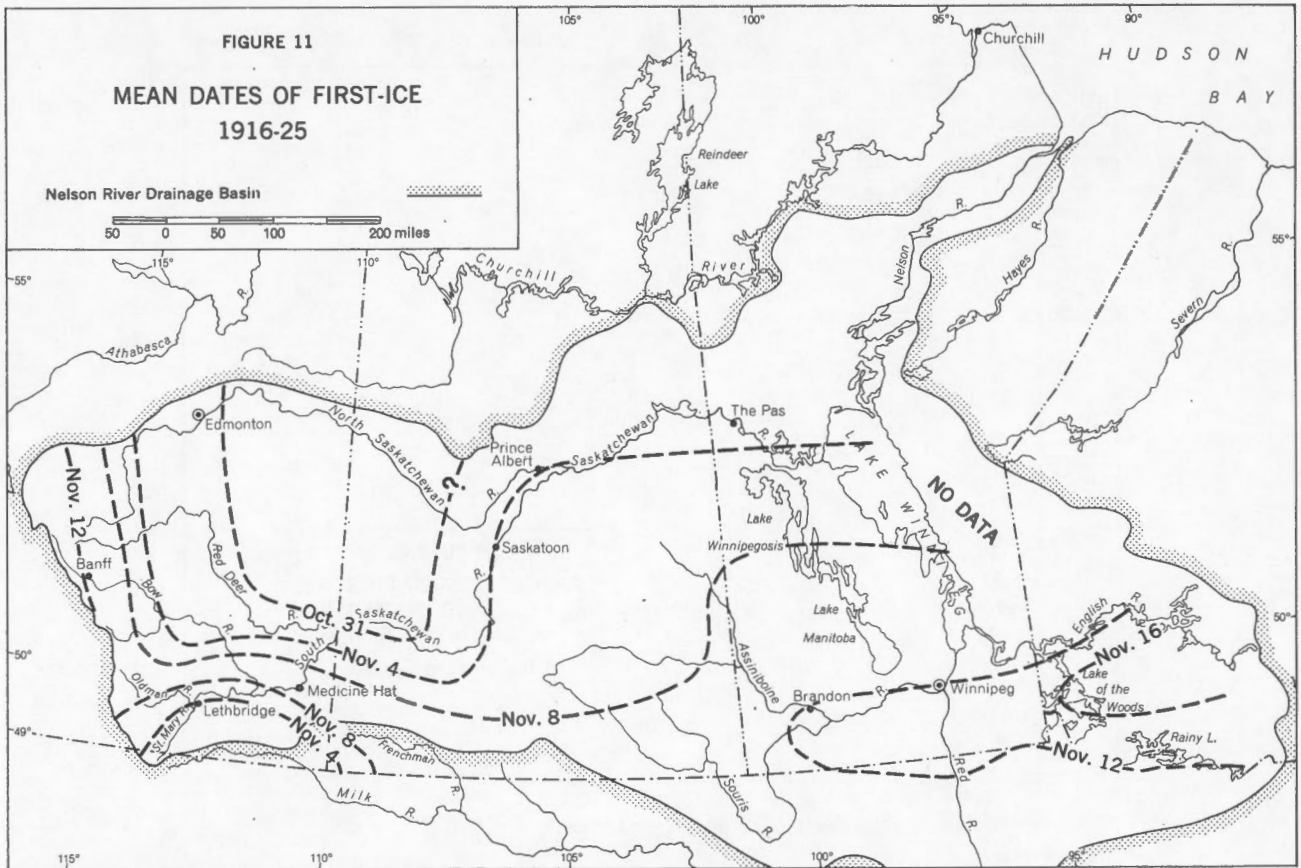 FIGURE 11
MEAN DATES OF FIRST-ICE
1916-25
Nelson River Drainage Basin
50 0 50 100 200 miles
105°
95°
90°
Churchill
HUDSON
BAY
Reindeer
Lake
115°
110°
55°
Churchill
River
Nelson
R.
Hayes
R.
Severn
R.
55°
Athabasca
R.
Edmonton
North Saskatchewan
R.
Prince
Albert
Saskatchewan
The Pas
R.
LAKE WINNIPEG
NO DATA
Nov. 12
?
Saskatoon
R.
Lake
Winnipegosis
Banff
Bow
R.
Red Deer
R.
Oct. 31
South Saskatchewan
Lake
Manitoba
English
R.
50°
50°
Nov. 4
Nov. 16
Oldman
R.
Medicine Hat
Assiniboine
R.
Brandon
Winnipeg
Lake
of the
Woods
St. Mary R.
Lethbridge
Nov. 8
Nov. 8
49°
49°
Nov. 4
Frenchman
R.
Rainy L.
Nov. 12
Milk
R.
Souris
R.
Red
R.
115°
110°
105°
100°
95°